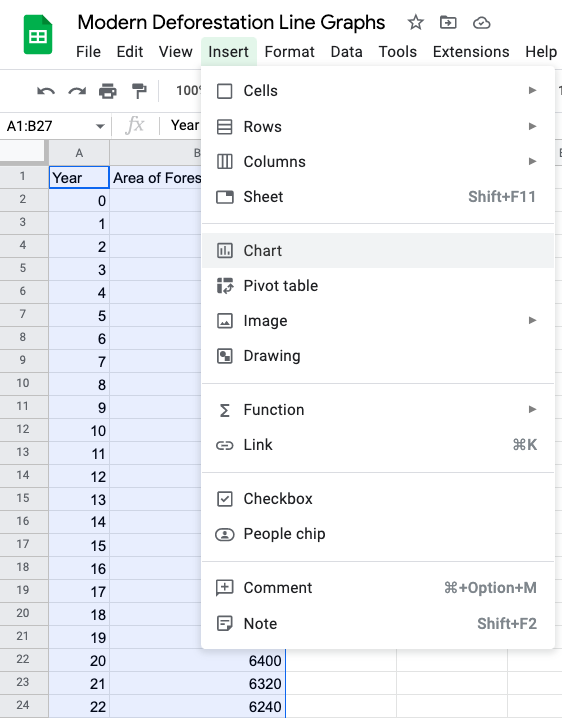 Modern Deforestation Line Graphs
File Edit View Insert Format Data Tools Extensions Help
100
A1:B27 fx Year
A B
1 Year Area of Fores
2 0
3 1
4 2
5 3
6 4
7 5
8 6
9 7
10 8
11 9
12 10
13 11
14 12
15 13
16 14
17 15
18 16
19 17
20 18
21 19
22 20 6400
23 21 6320
24 22 6240
Cells
Rows
Columns
Sheet Shift+F11
Chart
Pivot table
Image
Drawing
Σ Function
Link ⌘K
Checkbox
People chip
Comment ⌘+Option+M
Note Shift+F2